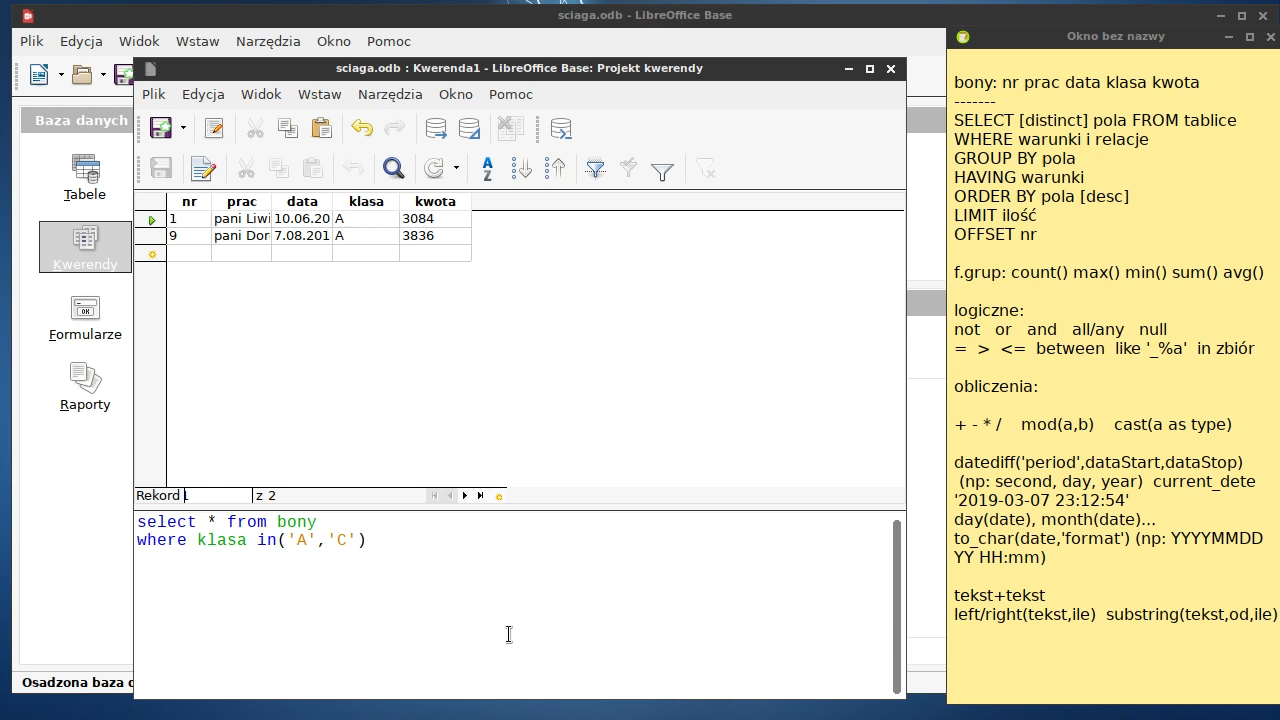 sciaga.odb - LibreOffice Base
Plik Edycja Widok Wstaw Narzędzia Okno Pomoc
Baza danych
Tabele
Kwerendy
Formularze
Raporty
Osadzona baza d
sciaga.odb : Kwerenda1 - LibreOffice Base: Projekt kwerendy
Plik Edycja Widok Wstaw Narzędzia Okno Pomoc
nr prac data klasa kwota
1 pani Liwi 10.06.20 A 3084
9 pani Dor 7.08.201 A 3836
Rekord 1 z 2
select * from bony
where klasa in('A','C')
Okno bez nazwy
bony: nr prac data klasa kwota
-------
SELECT [distinct] pola FROM tablice
WHERE warunki i relacje
GROUP BY pola
HAVING warunki
ORDER BY pola [desc]
LIMIT ilość
OFFSET nr
f.grup: count() max() min() sum() avg()
logiczne:
not or and all/any null
= > <= between like '_%a' in zbiór
obliczenia:
+ - * / mod(a,b) cast(a as type)
datediff('period',dataStart,dataStop)
(np: second, day, year) current_dete
'2019-03-07 23:12:54'
day(date), month(date)...
to_char(date,'format') (np: YYYYMMDD
YY HH:mm)
tekst+tekst
left/right(tekst,ile) substring(tekst,od,ile)